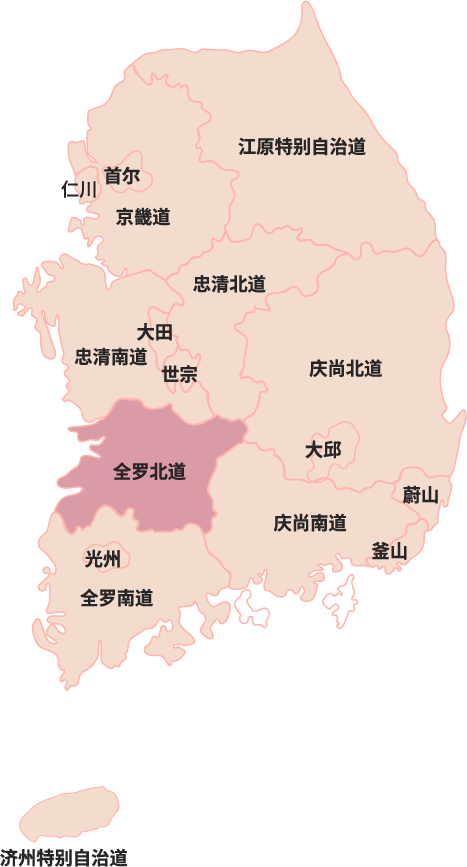 江原特别自治道
首尔
仁川
京畿道
忠清北道
大田
忠清南道
世宗
庆尚北道
大邱
全罗北道
蔚山
庆尚南道
釜山
光州
全罗南道
济州特别自治道